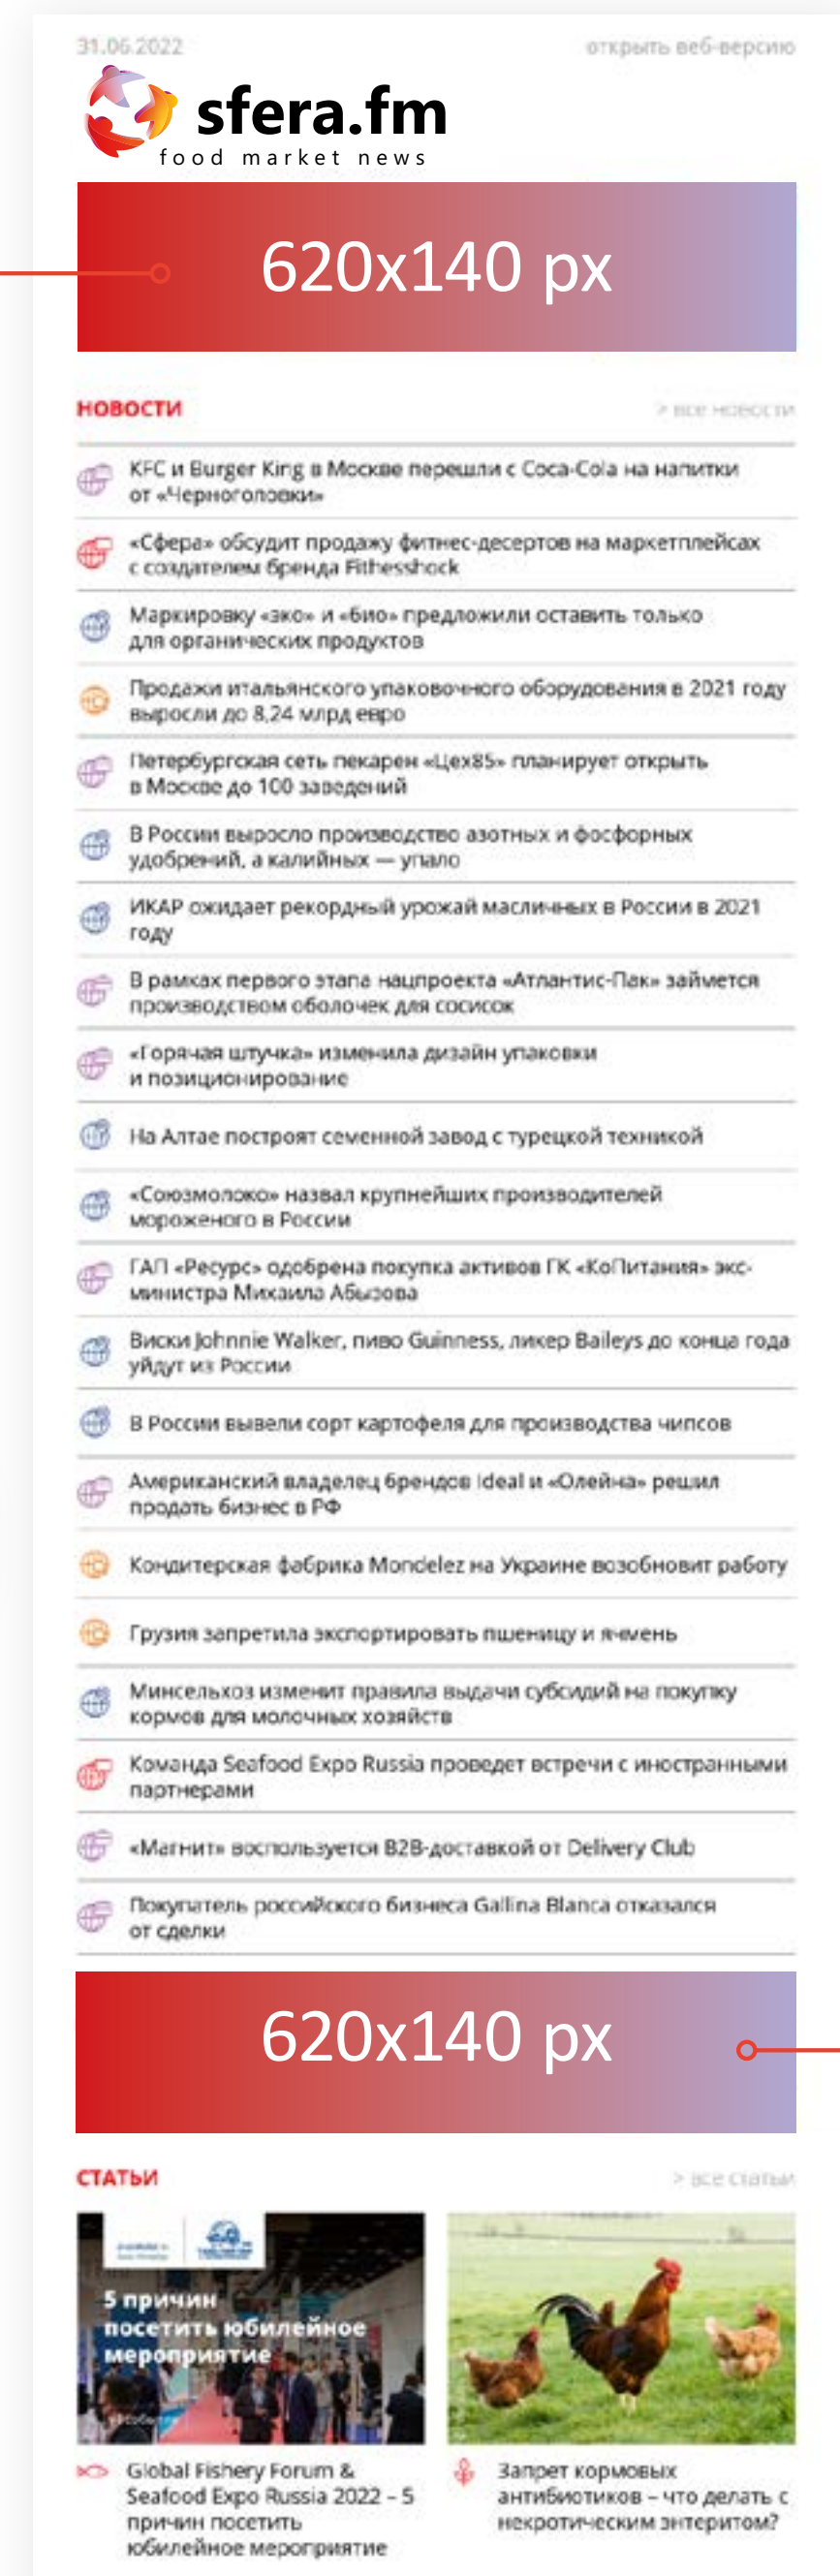 31.06.2022
открыть веб-версию
sfera.fm
food market news
620x140 px
НОВОСТИ
> все новости
KFC и Burger King в Москве перешли с Coca-Cola на напитки
от «Черноголовки»
«Сфера» обсудит продажу фитнес-десертов на маркетплейсах
с создателем бренда Fithesshock
Маркировку «эко» и «био» предложили оставить только
для органических продуктов
Продажи итальянского упаковочного оборудования в 2021 году
выросли до 8,24 млрд евро
Петербургская сеть пекарен «Цех85» планирует открыть
в Москве до 100 заведений
В России выросло производство азотных и фосфорных
удобрений, а калийных — упало
ИКАР ожидает рекордный урожай масличных в России в 2021
году
В рамках первого этапа нацпроекта «Атлантис-Пак» займется
производством оболочек для сосисок
«Горячая штучка» изменила дизайн упаковки
и позиционирование
На Алтае построят семенной завод с турецкой техникой
«Союзмолоко» назвал крупнейших производителей
мороженого в России
ГАП «Ресурс» одобрена покупка активов ГК «КоПитания» экс-
министра Михаила Абызова
Виски Johnnie Walker, пиво Guinness, ликер Baileys до конца года
уйдут из России
В России вывели сорт картофеля для производства чипсов
Американский владелец брендов Ideal и «Олейна» решил
продать бизнес в РФ
Кондитерская фабрика Mondelez на Украине возобновит работу
Грузия запретила экспортировать пшеницу и ячмень
Минсельхоз изменит правила выдачи субсидий на покупку
кормов для молочных хозяйств
Команда Seafood Expo Russia проведет встречи с иностранными
партнерами
«Магнит» воспользуется B2B-доставкой от Delivery Club
Покупатель российского бизнеса Gallina Blanca отказался
от сделки
620x140 px
СТАТЬИ
> все статьи
5 причин
посетить юбилейное
мероприятие
Global Fishery Forum &
Seafood Expo Russia 2022 – 5
причин посетить
юбилейное мероприятие
Запрет кормовых
антибиотиков – что делать с
некротическим энтеритом?